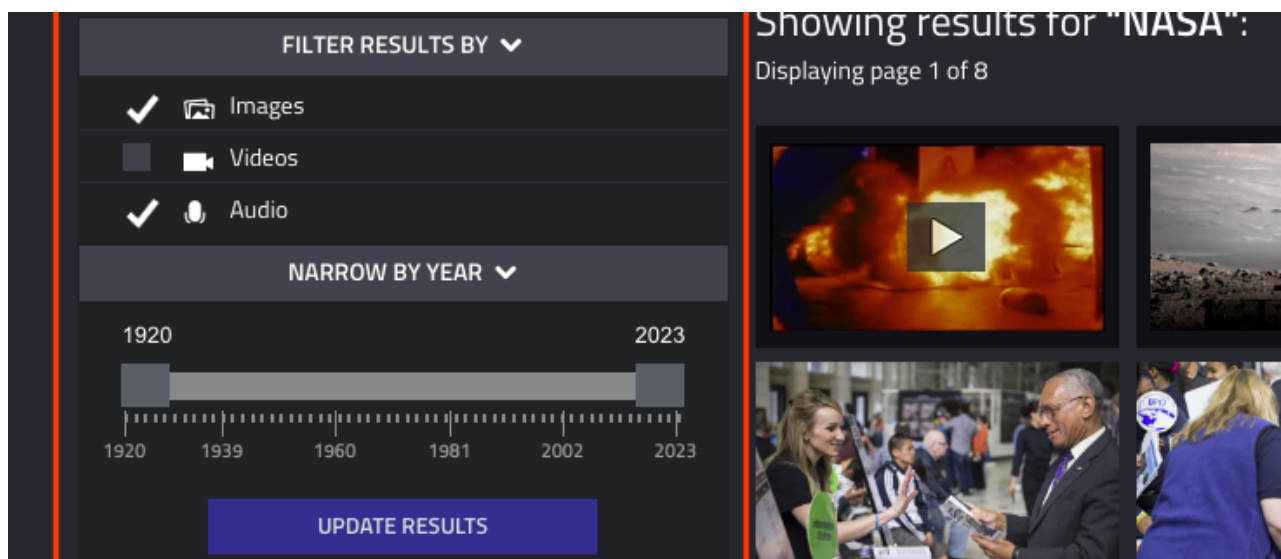 FILTER RESULTS BY
Images
Videos
Audio
NARROW BY YEAR
1920 2023
1920 1939 1960 1981 2002 2023
UPDATE RESULTS
Showing results for "NASA":
Displaying page 1 of 8
BPD